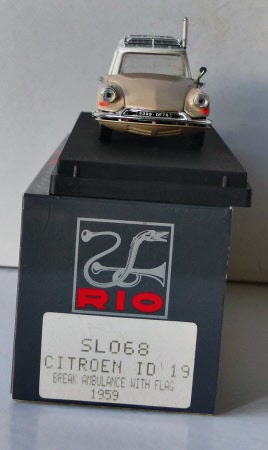 RIO
SL068
CITROEN ID 19
BREAK AMBULANCE WITH FLAG
1959